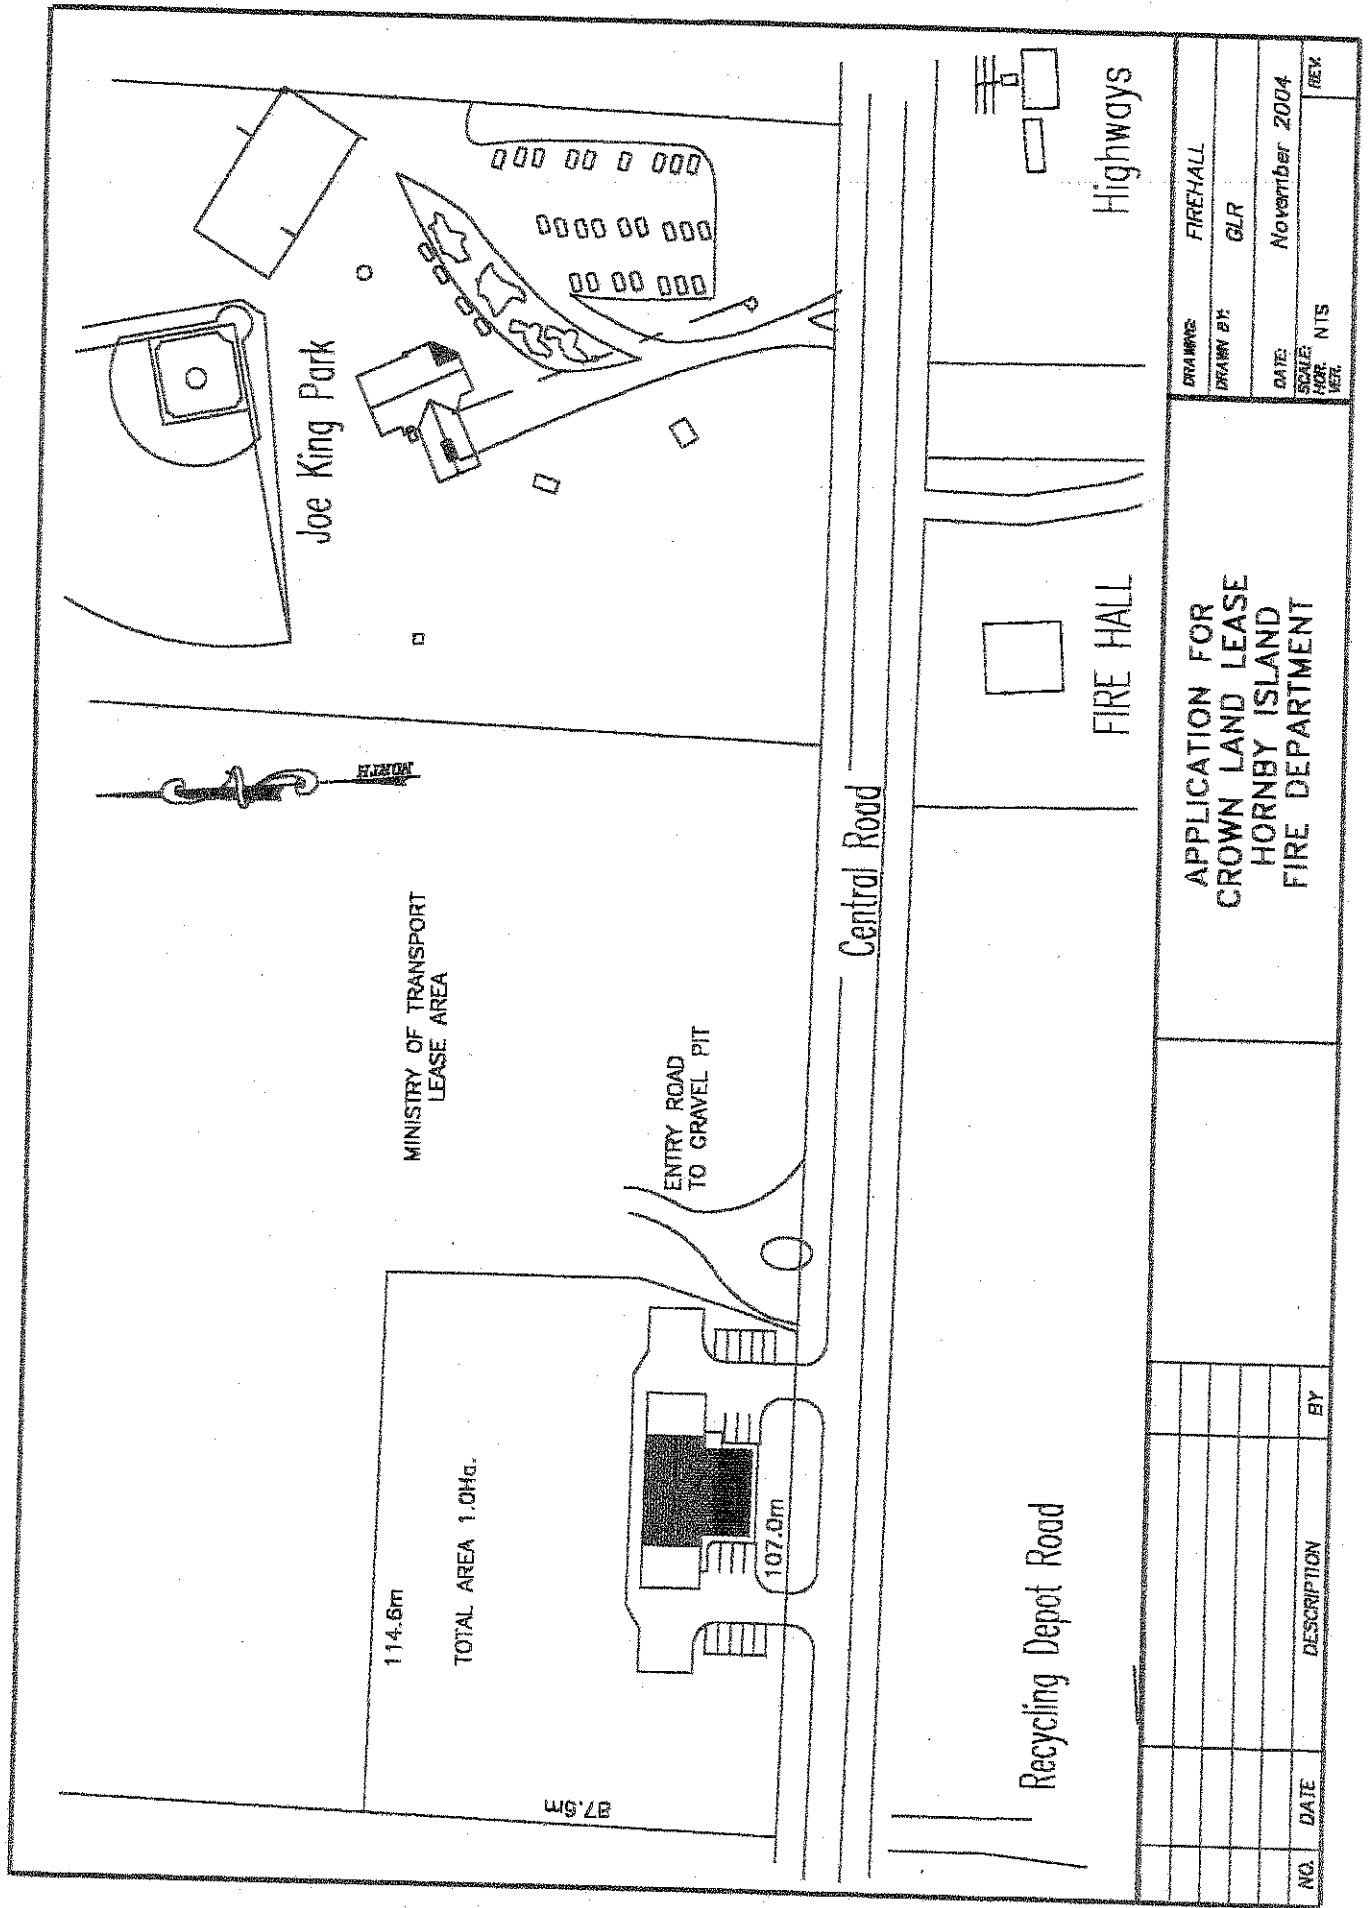 Joe King Park
NORTH
MINISTRY OF TRANSPORT
LEASE AREA
ENTRY ROAD
TO GRAVEL PIT
114.6m
TOTAL AREA 1.0Ha.
87.6m
107.0m
Central Road
Highways
FIRE HALL
Recycling Depot Road
NO.
DATE
DESCRIPTION
BY
APPLICATION FOR
CROWN LAND LEASE
HORNBY ISLAND
FIRE DEPARTMENT
DRAWING: FIREHALL
DRAWN BY: GLR
DATE: November 2004
SCALE:
HOR. NTS
VER.
REV.